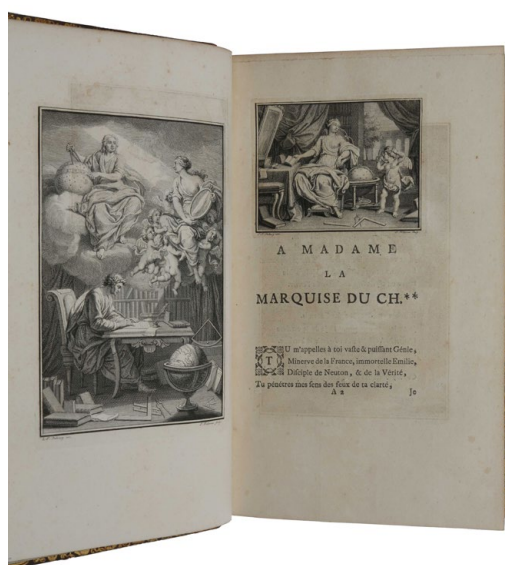 A MADAME
LA
MARQUISE DU CH.**
TU m'appelles à toi vaste & puissant Génie,
Minerve de la France, immortelle Emilie,
Disciple de Neuton, & de la Vérité,
Tu pénétres mes sens des feux de ta clarté,
A 2 Je